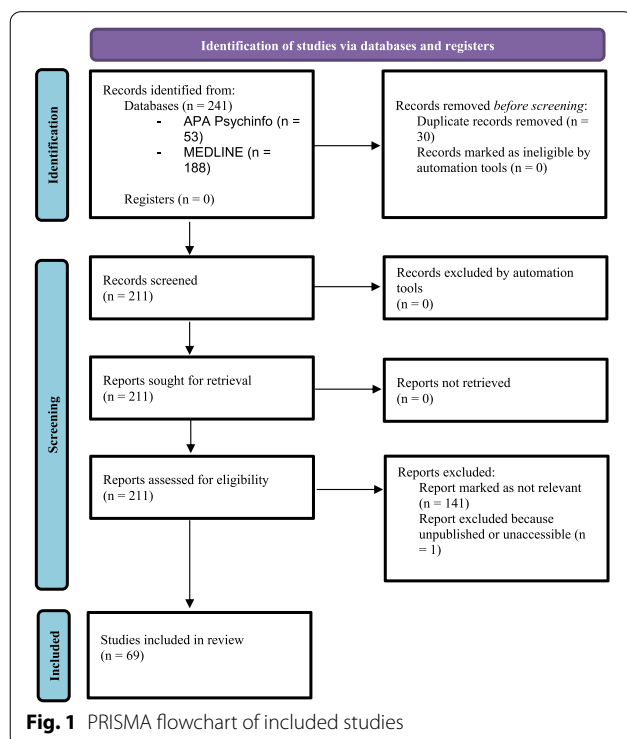 Identification of studies via databases and registers
Identification
Records identified from:
Databases (n = 241)
- APA Psychinfo (n =
53)
- MEDLINE (n =
188)
Registers (n = 0)
Records removed before screening:
Duplicate records removed (n =
30)
Records marked as ineligible by
automation tools (n = 0)
Screening
Records screened
(n = 211)
Records excluded by automation
tools
(n = 0)
Reports sought for retrieval
(n = 211)
Reports not retrieved
(n = 0)
Reports assessed for eligibility
(n = 211)
Reports excluded:
Report marked as not relevant
(n = 141)
Report excluded because
unpublished or unaccessible (n
= 1)
Included
Studies included in review
(n = 69)
Fig. 1 PRISMA flowchart of included studies